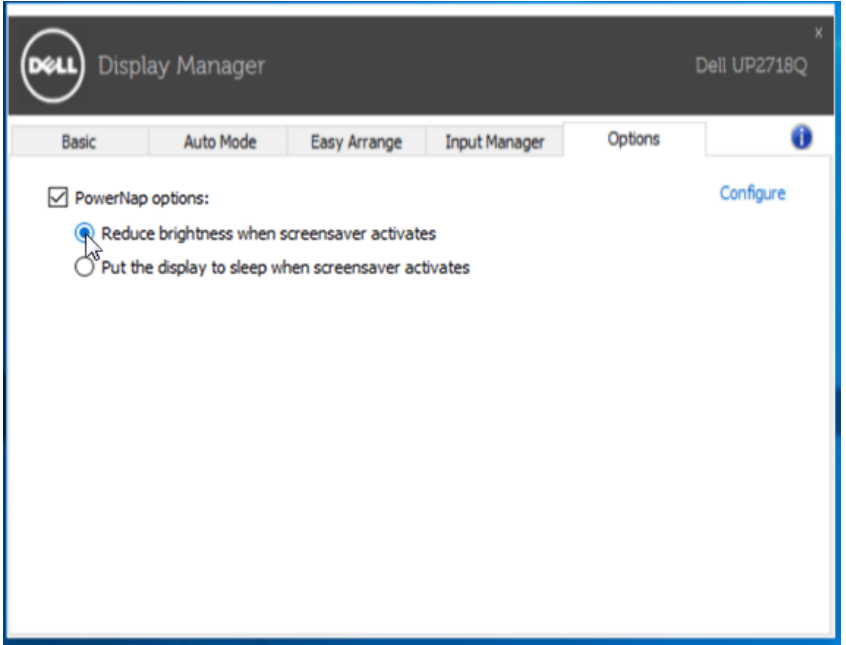 x
DELL Display Manager Dell UP2718Q
Basic Auto Mode Easy Arrange Input Manager Options i
PowerNap options: Configure
Reduce brightness when screensaver activates
Put the display to sleep when screensaver activates